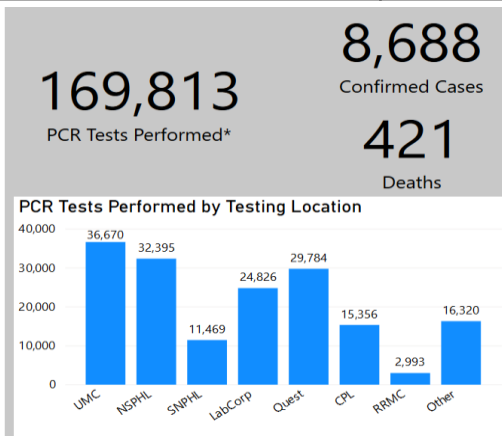 169,813
PCR Tests Performed*
8,688
Confirmed Cases
421
Deaths
PCR Tests Performed by Testing Location
40,000
30,000
20,000
10,000
0
36,670
32,395
11,469
24,826
29,784
15,356
2,993
16,320
UMC
NSPHL
SNPHL
LabCorp
Quest
CPL
RRMC
Other